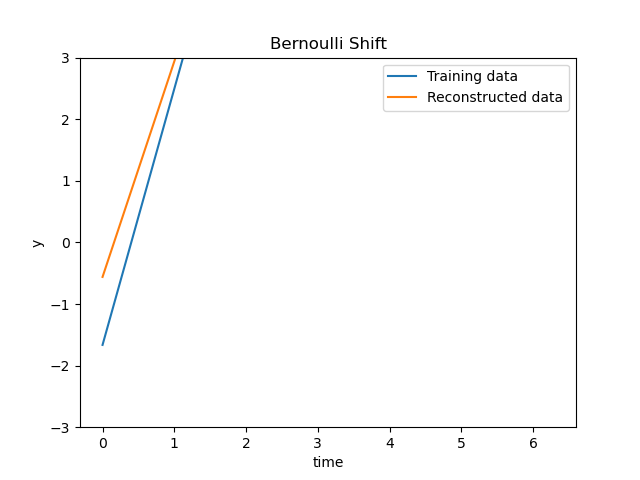 Bernoulli Shift
Training data
Reconstructed data
3
2
1
0
−1
−2
−3
y
0 1 2 3 4 5 6
time